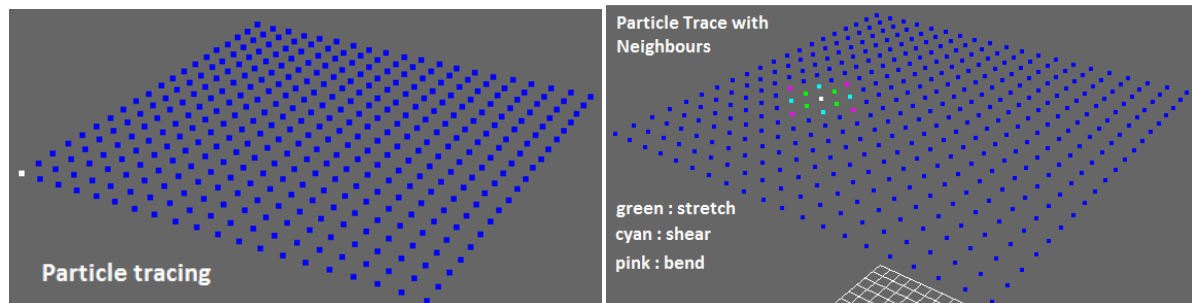 Particle tracing
Particle Trace with
Neighbours
green : stretch
cyan : shear
pink : bend